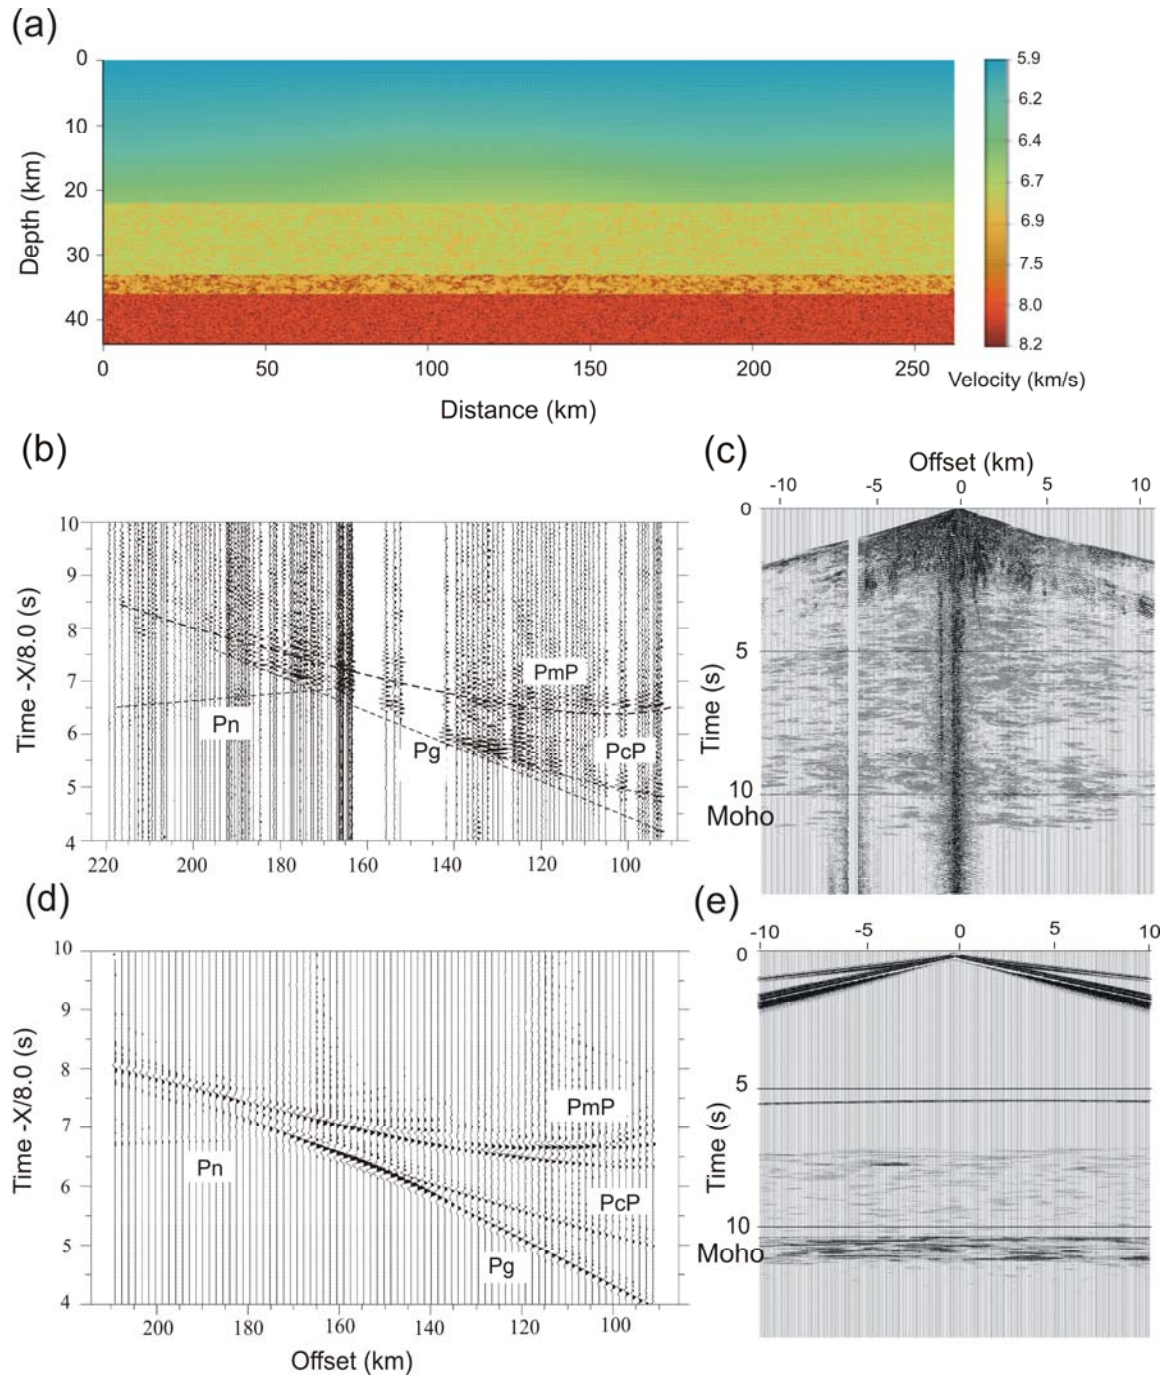 (a)
0
10
20
30
40
Depth (km)
0 50 100 150 200 250
Distance (km)
5.9
6.2
6.4
6.7
6.9
7.5
8.0
8.2
Velocity (km/s)
(b)
10
9
8
7
6
5
4
Time -X/8.0 (s)
PmP
Pn
Pg
PcP
220 200 180 160 140 120 100
(c)
Offset (km)
-10 -5 0 5 10
0
5
10
Moho
Time (s)
(d)
10
9
8
7
6
5
4
Time -X/8.0 (s)
PmP
Pn
PcP
Pg
200 180 160 140 120 100
Offset (km)
(e)
-10 -5 0 5 10
0
5
10
Moho
Time (s)